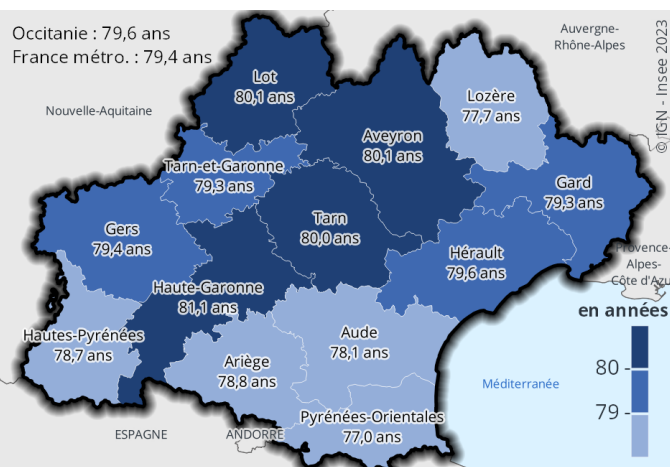 Occitanie : 79,6 ans
France métro. : 79,4 ans
Auvergne-
Rhône-Alpes
© IGN - Insee 2023
Nouvelle-Aquitaine
Lot
80,1 ans
Lozère
77,7 ans
Aveyron
80,1 ans
Tarn-et-Garonne
79,3 ans
Gard
79,3 ans
Gers
79,4 ans
Tarn
80,0 ans
Hérault
79,6 ans
Provence-
Alpes-
Côte d'Azu
Haute-Garonne
81,1 ans
en années
Hautes-Pyrénées
78,7 ans
Ariège
78,8 ans
Aude
78,1 ans
80
79
Méditerranée
Pyrénées-Orientales
77,0 ans
ESPAGNE
ANDORRE